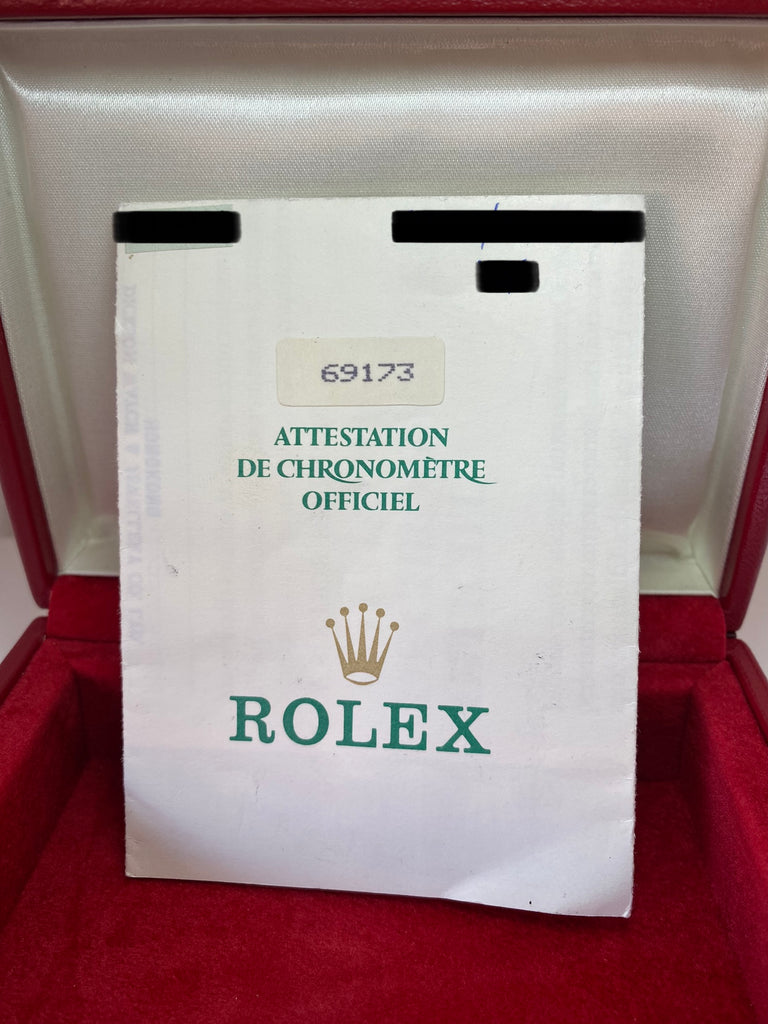 69173
ATTESTATION
DE CHRONOMÈTRE
OFFICIEL
ROLEX